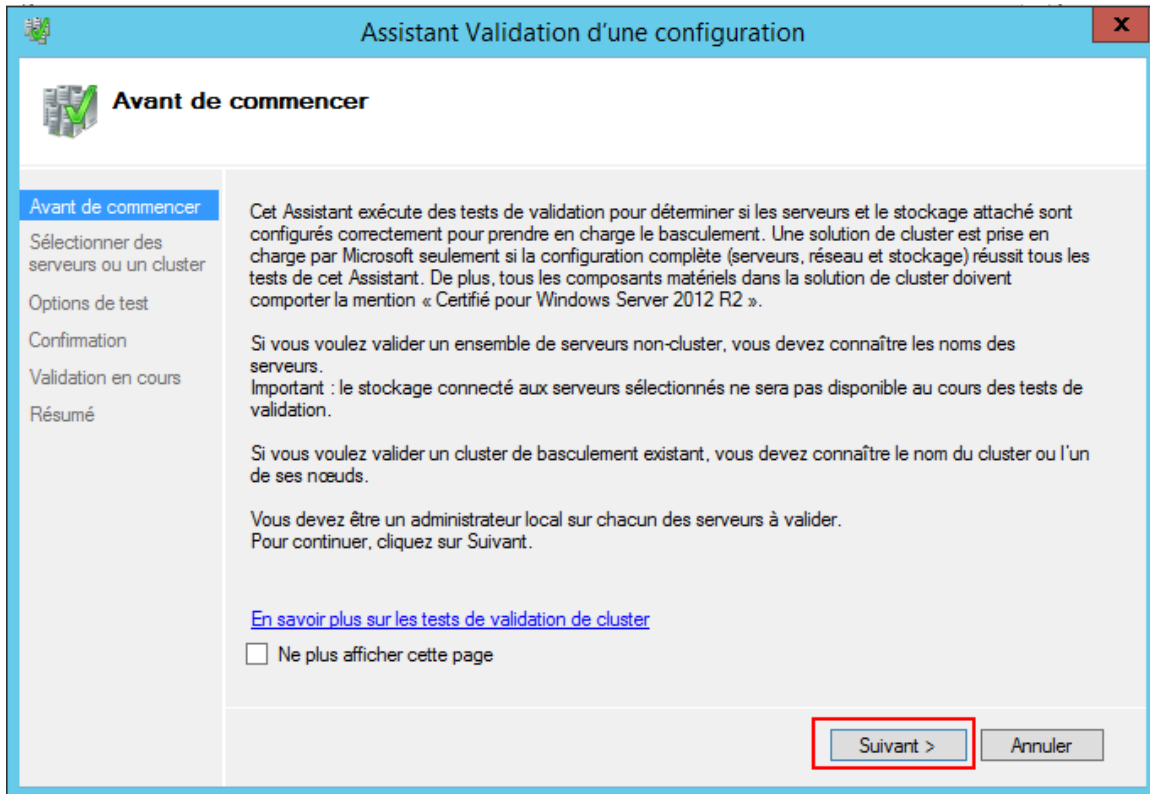 Assistant Validation d'une configuration
x
Avant de commencer
Avant de commencer
Sélectionner des
serveurs ou un cluster
Options de test
Confirmation
Validation en cours
Résumé
Cet Assistant exécute des tests de validation pour déterminer si les serveurs et le stockage attaché sont
configurés correctement pour prendre en charge le basculement. Une solution de cluster est prise en
charge par Microsoft seulement si la configuration complète (serveurs, réseau et stockage) réussit tous les
tests de cet Assistant. De plus, tous les composants matériels dans la solution de cluster doivent
comporter la mention « Certifié pour Windows Server 2012 R2 ».
Si vous voulez valider un ensemble de serveurs non-cluster, vous devez connaître les noms des
serveurs.
Important : le stockage connecté aux serveurs sélectionnés ne sera pas disponible au cours des tests de
validation.
Si vous voulez valider un cluster de basculement existant, vous devez connaître le nom du cluster ou l'un
de ses nœuds.
Vous devez être un administrateur local sur chacun des serveurs à valider.
Pour continuer, cliquez sur Suivant.
En savoir plus sur les tests de validation de cluster
Ne plus afficher cette page
Suivant >
Annuler